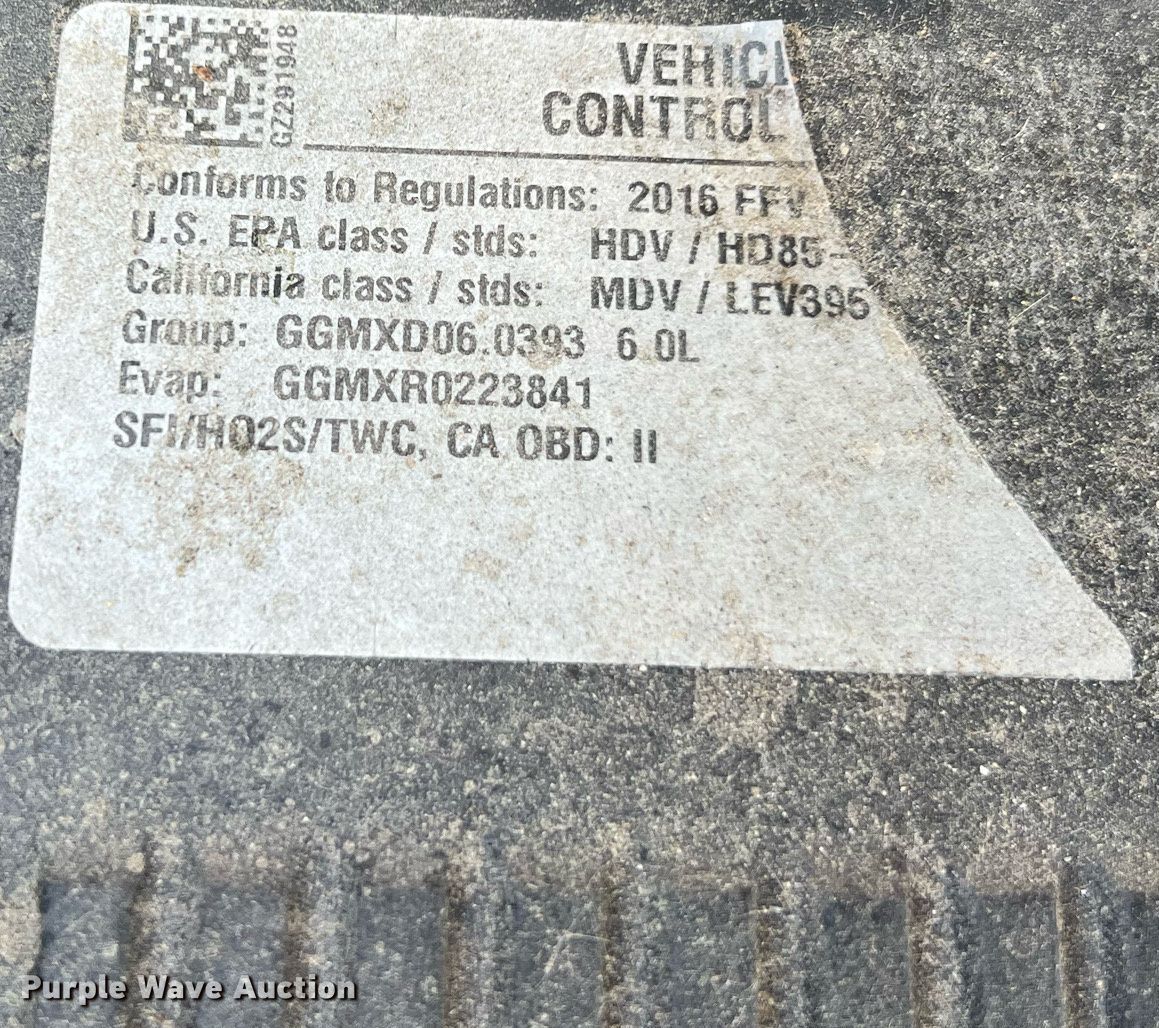 GZ291948
VEHICL
CONTROL
Conforms to Regulations: 2016 FFV
U.S. EPA class / stds: HDV / HD85-
California class / stds: MDV / LEV395
Group: GGMXD06.0393 6.0L
Evap: GGMXR0223841
SFI/HO2S/TWC, CA OBD: II
Purple Wave Auction